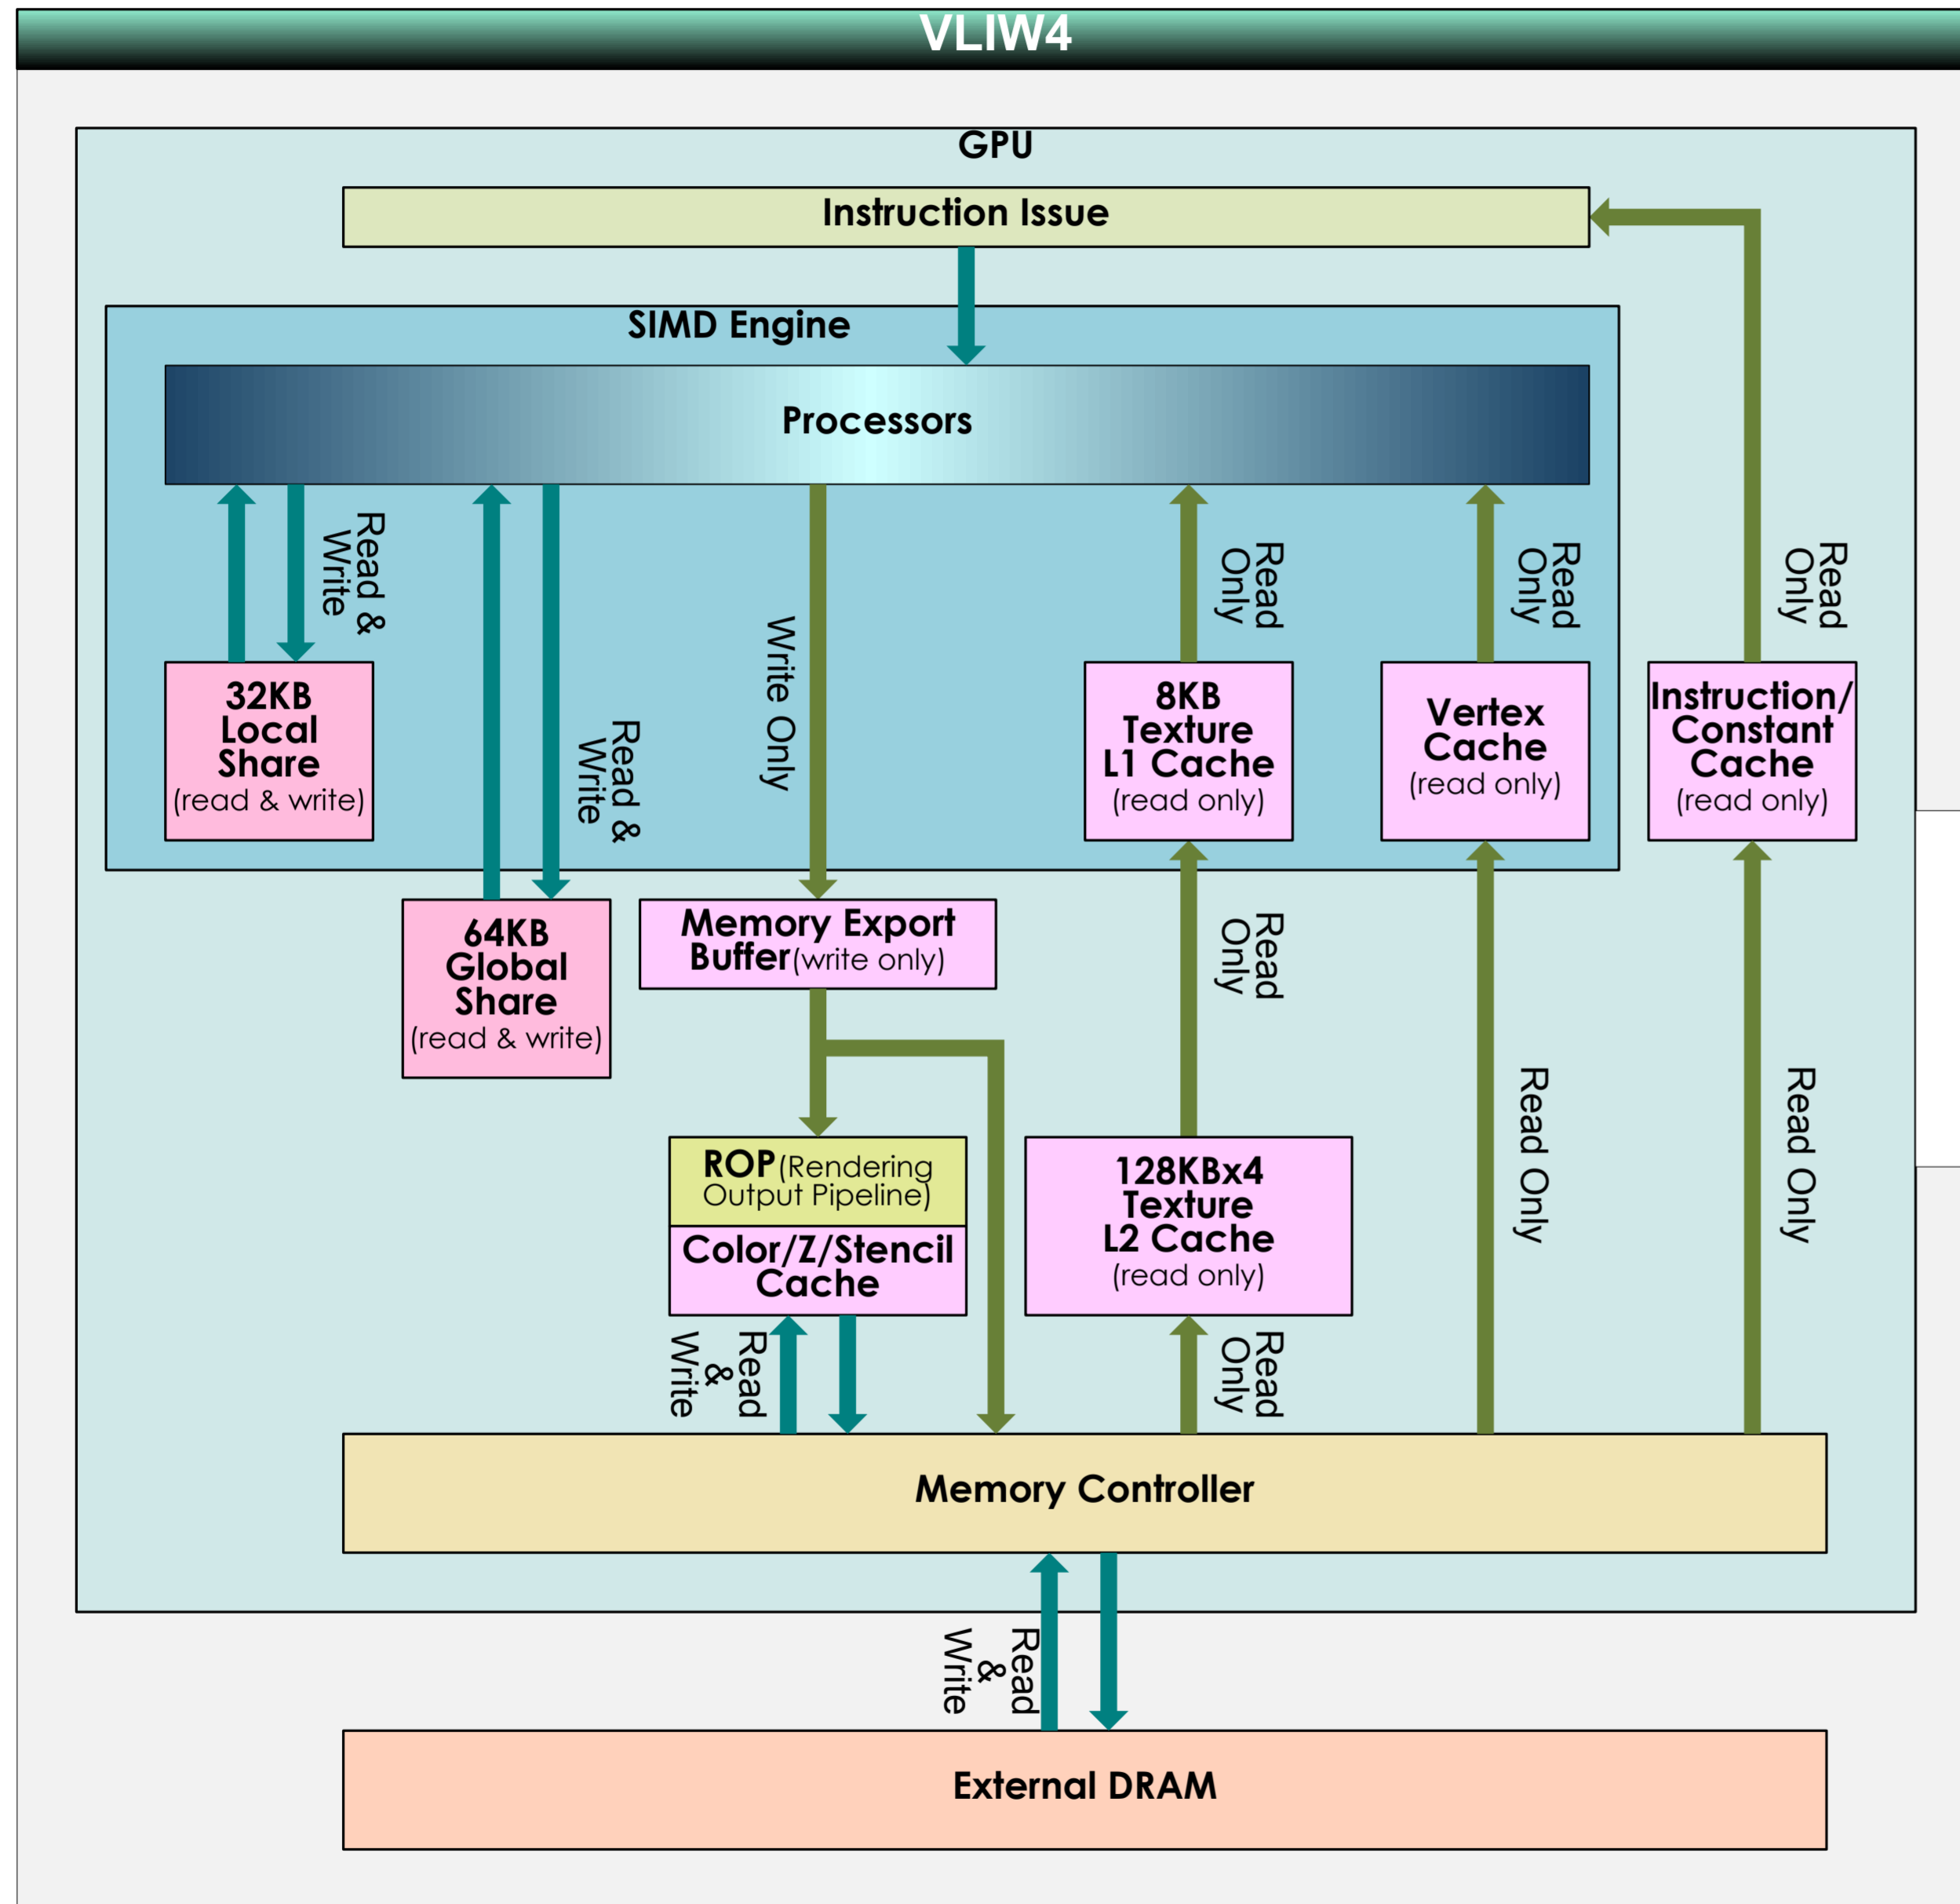 VLIW4
GPU
Instruction Issue
SIMD Engine
Processors
Read &
Write
Read &
Write
Write Only
Read
Only
Read
Only
Read
Only
32KB
Local
Share
(read & write)
8KB
Texture
L1 Cache
(read only)
Vertex
Cache
(read only)
Instruction/
Constant
Cache
(read only)
64KB
Global
Share
(read & write)
Memory Export
Buffer(write only)
Read
Only
ROP(Rendering
Output Pipeline)
Color/Z/Stencil
Cache
128KBx4
Texture
L2 Cache
(read only)
Read Only
Read Only
Read
&
Write
Read
Only
Memory Controller
Read
&
Write
External DRAM